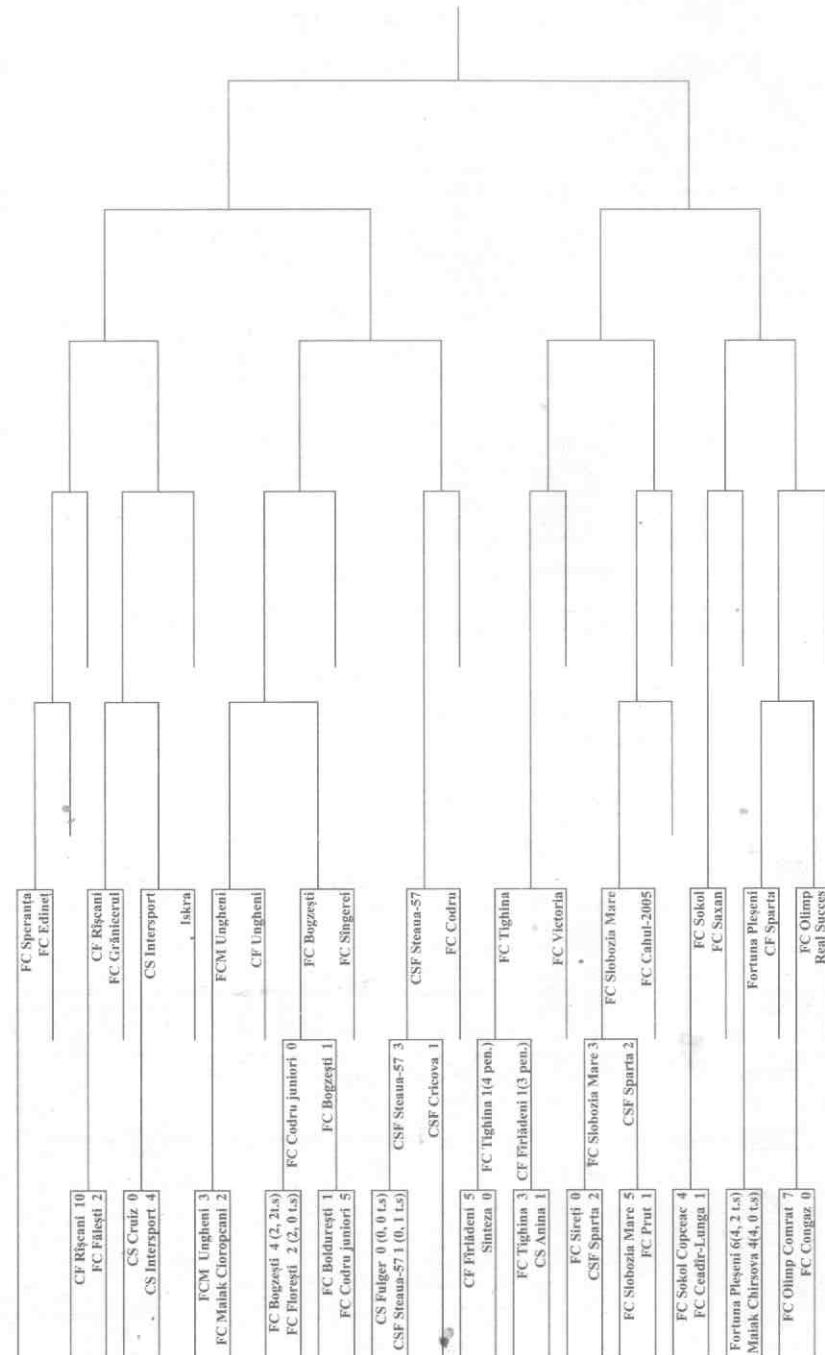 FC Speranța
FC Edineț
CF Rîșcani
FC Grănicerul
CS Intersport
Iskra
FCM Ungheni
CF Ungheni
FC Bogzești
FC Sîngerei
CSF Steaua-57
FC Codru
FC Tighina
FC Victoria
FC Slobozia Mare
FC Cahul-2005
FC Sokol
FC Saxan
Fortuna Pleșeni
CF Sparta
FC Olimp
Real Succes
FC Codru juniori 0
FC Bogzești 1
CSF Steaua-57 3
CSF Cricova 1
FC Tighina 1(4 pen.)
CF Fîrlădeni 1(3 pen.)
FC Slobozia Mare 3
CSF Sparta 2
CF Rîșcani 10
FC Fălești 2
CS Cruiz 0
CS Intersport 4
FCM Ungheni 3
FC Maiak Cioropcani 2
FC Bogzești 4 (2, 2t.s)
FC Florești 2 (2, 0 t.s)
FC Boldurești 1
FC Codru juniori 5
CS Fulger 0 (0, 0 t.s)
CSF Steaua-57 1 (0, 1 t.s)
CF Fîrlădeni 5
Sinteza 0
FC Tighina 3
CS Anina 1
FC Sireți 0
CSF Sparta 2
FC Slobozia Mare 5
FC Prut 1
FC Sokol Copceac 4
FC Ceadîr-Lunga 1
Fortuna Pleșeni 6(4, 2 t.s)
Maiak Chirsova 4(4, 0 t.s)
FC Olimp Comrat 7
FC Congaz 0